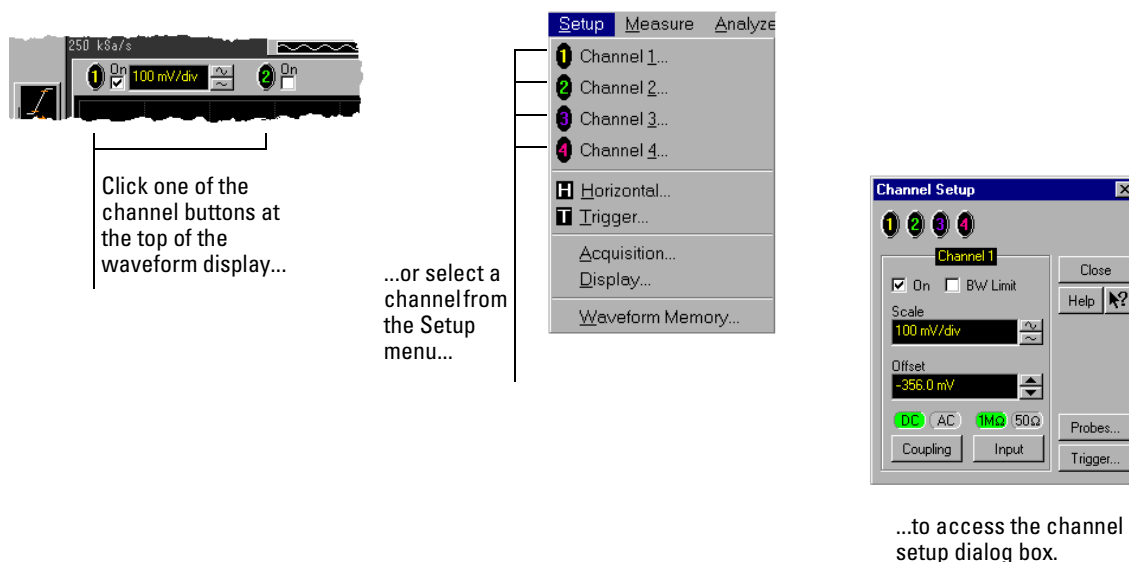 250 kSa/s
1 On 100 mV/div 2 On
Click one of the
channel buttons at
the top of the
waveform display...
...or select a
channel from
the Setup
menu...
Setup Measure Analyze
1 Channel 1...
2 Channel 2...
3 Channel 3...
4 Channel 4...
H Horizontal...
T Trigger...
Acquisition...
Display...
Waveform Memory...
Channel Setup
1 2 3 4
Channel 1
On BW Limit
Scale
100 mV/div
Offset
-356.0 mV
DC AC 1MΩ 50Ω
Coupling Input
Close
Help ?
Probes...
Trigger...
...to access the channel
setup dialog box.